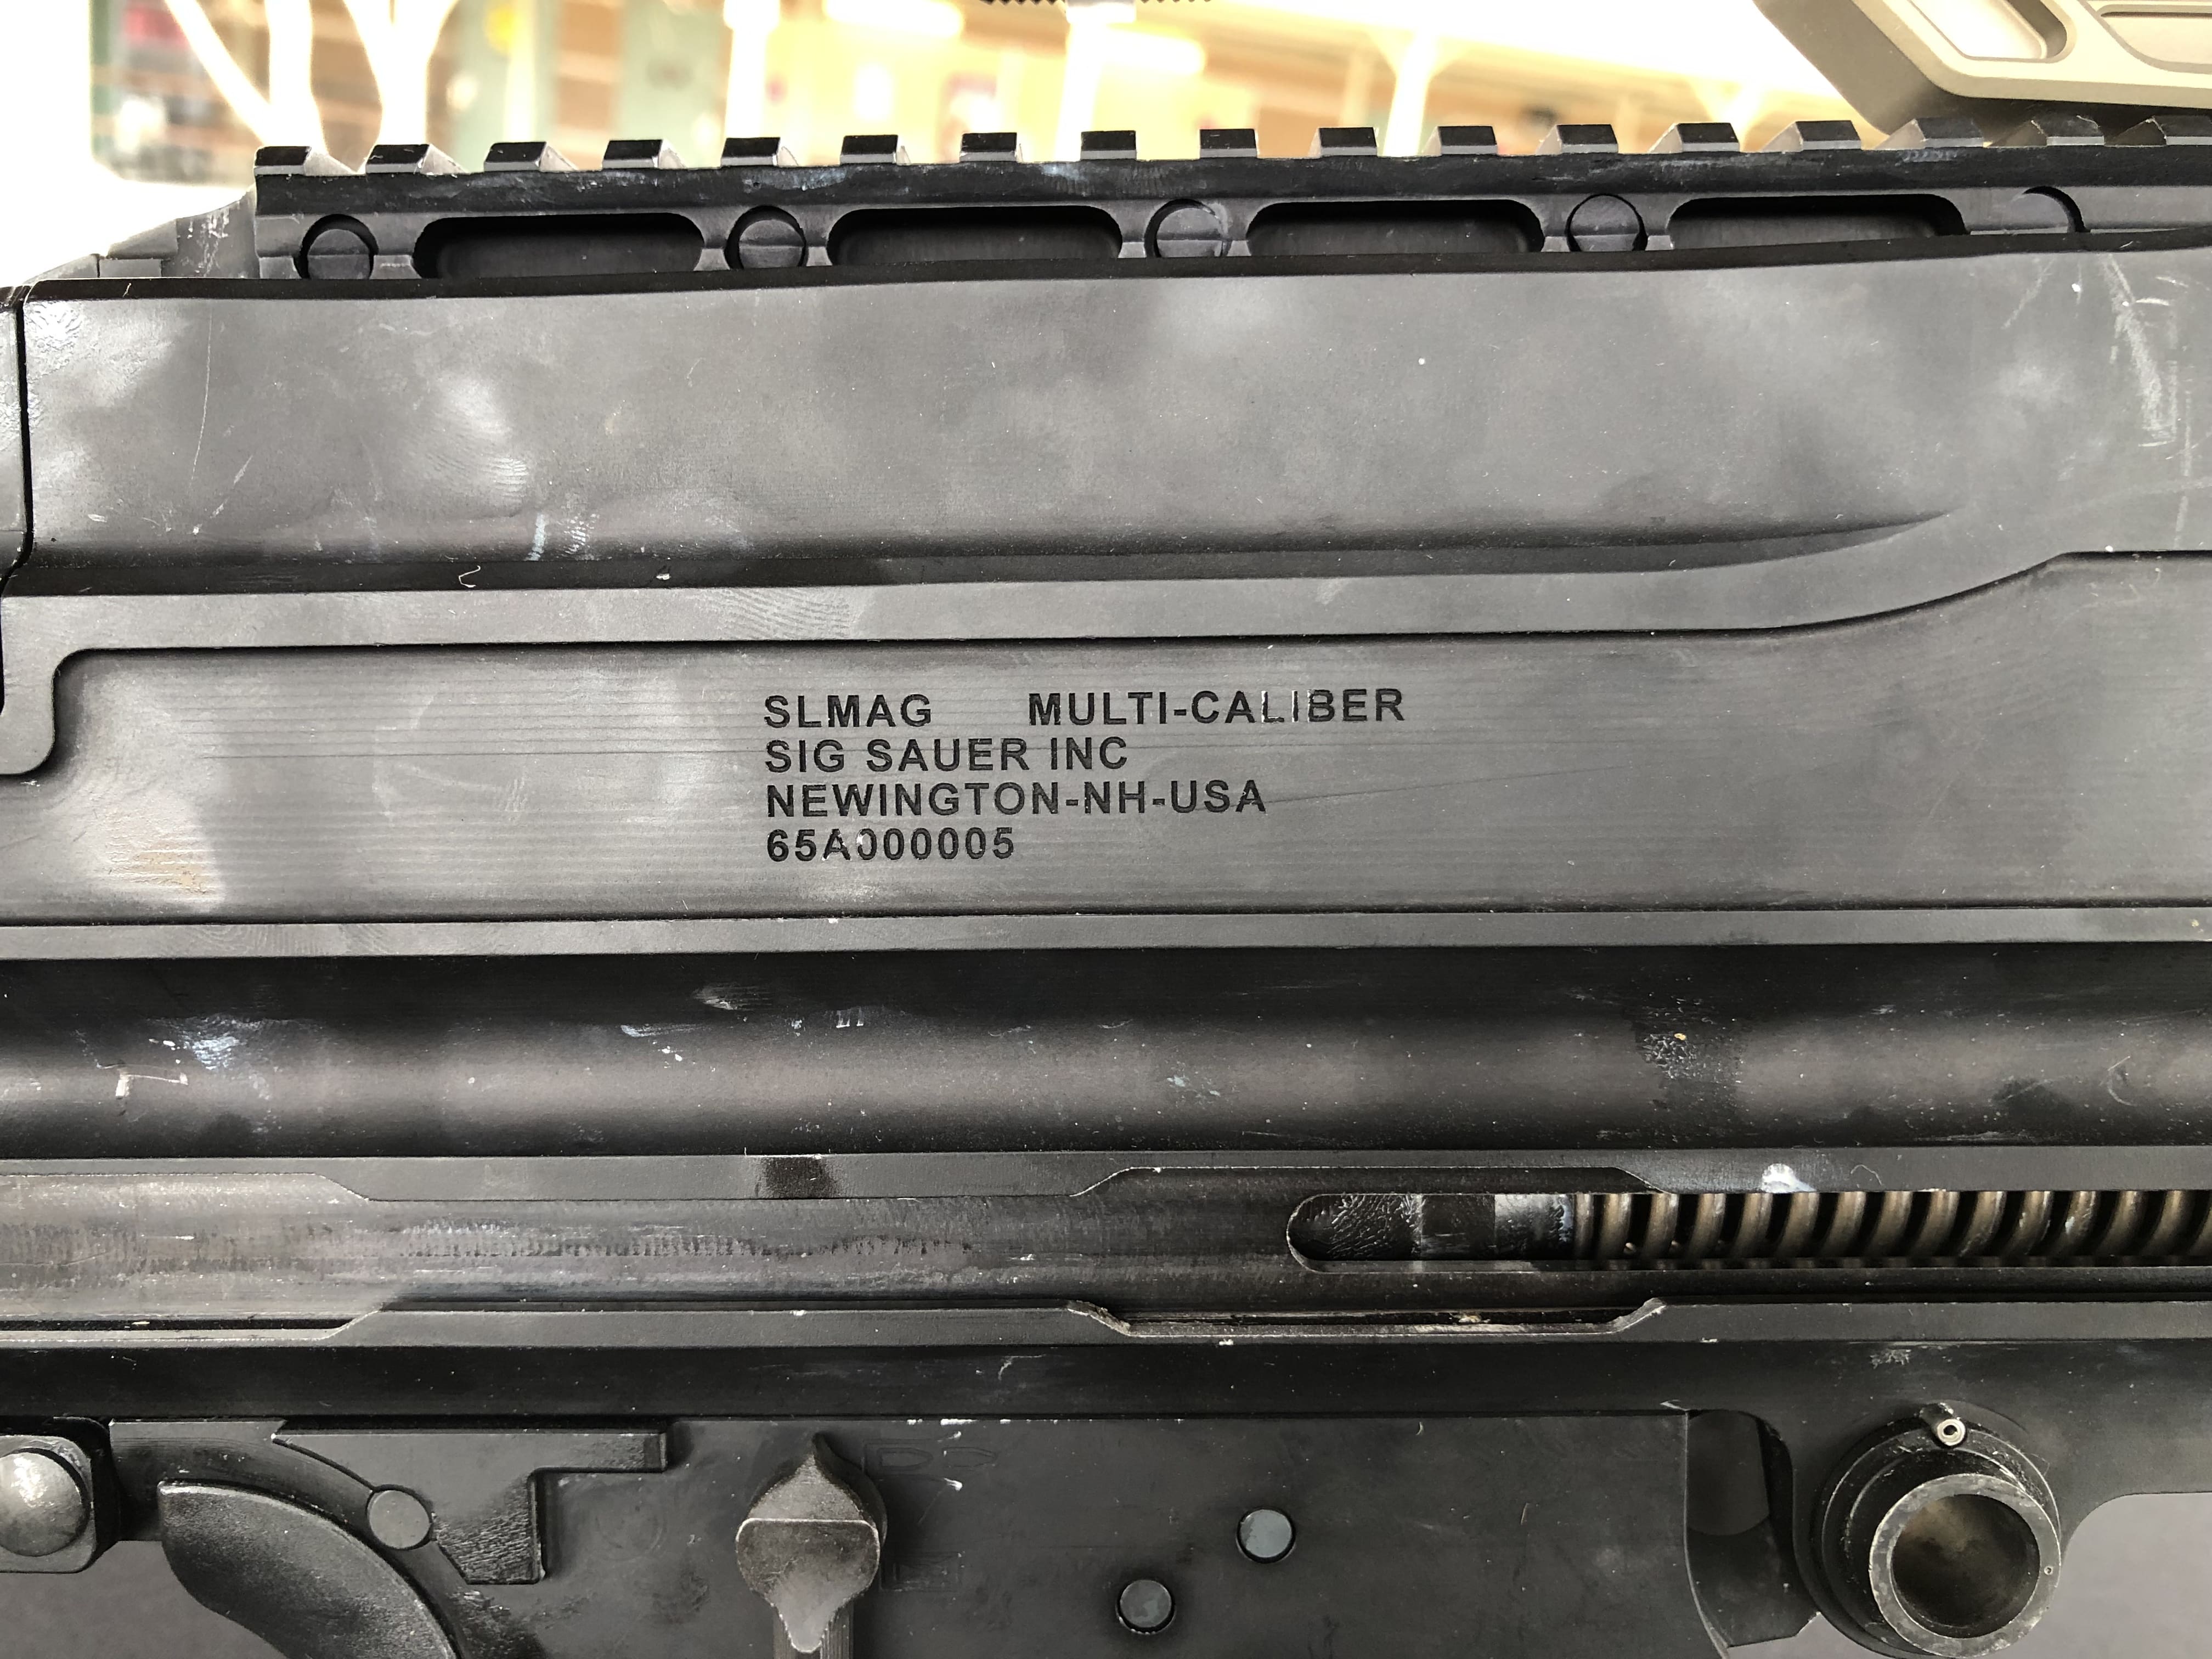 SLMAG MULTI-CALIBER
SIG SAUER INC
NEWINGTON-NH-USA
65A000005